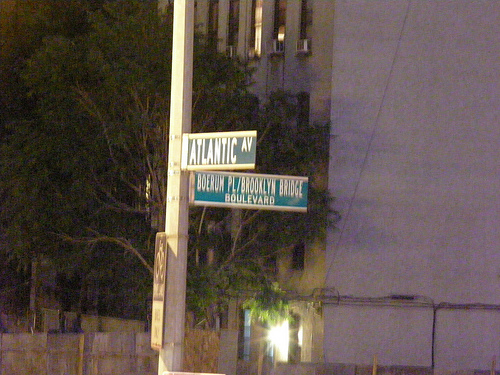 ATLANTIC AV
BOERUM PL/BROOKLYN BRIDGE
BOULEVARD